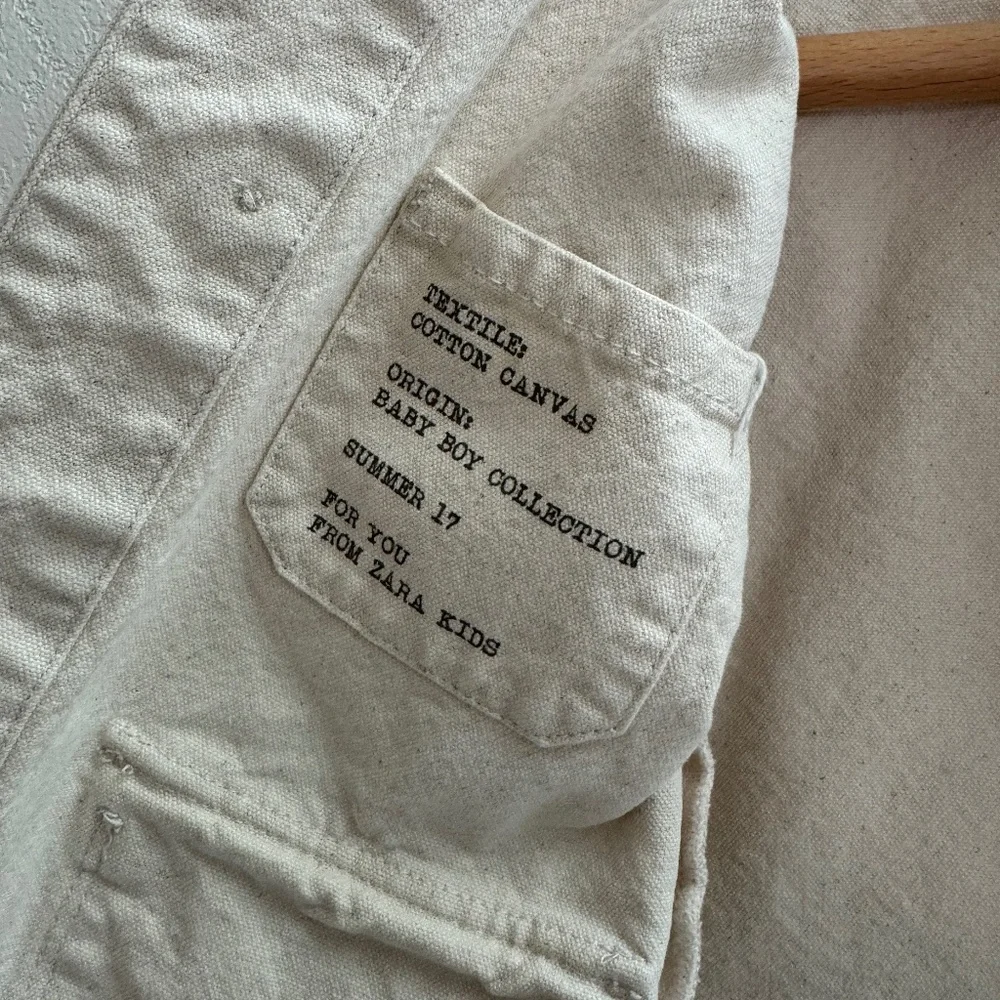 TEXTILE:
COTTON CANVAS
ORIGIN:
BABY BOY COLLECTION
SUMMER 17
FOR YOU
FROM ZARA KIDS